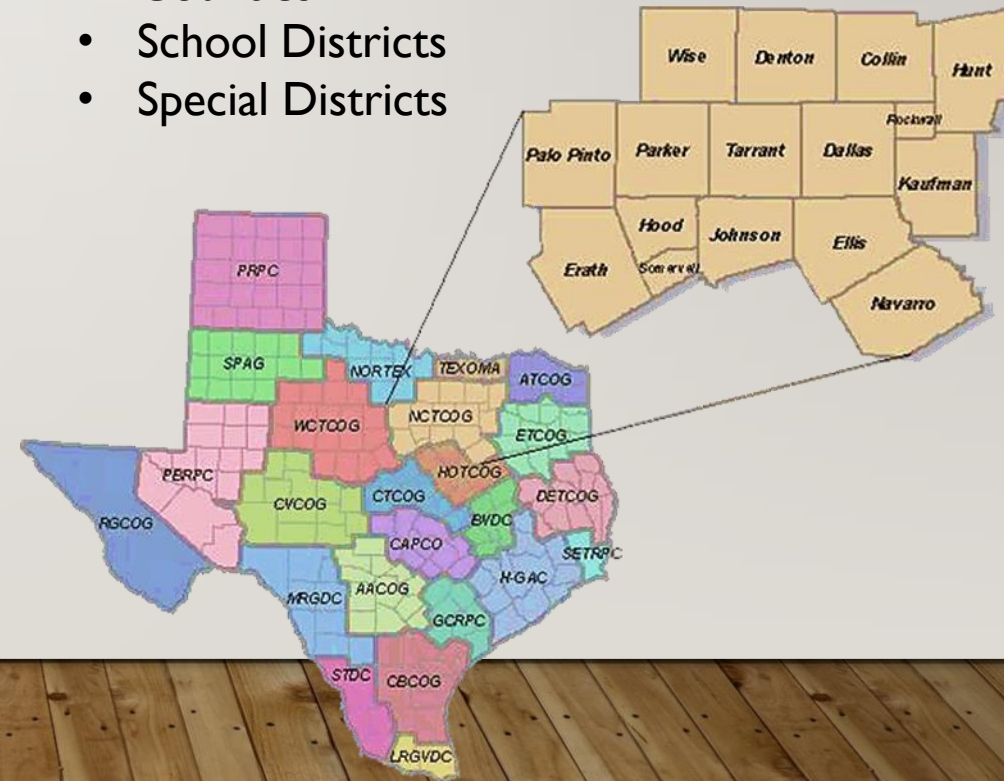 • School Districts
• Special Districts
Wise
Denton
Collin
Hunt
Rockwall
Palo Pinto
Parker
Tarrant
Dallas
Kaufman
Hood
Johnson
Ellis
Erath
Somervell
Navarro
PRPC
SPAG
NORTEX
TEXOMA
ATCOG
WCTCOG
NCTCOG
ETCOG
PBRPC
HOTCOG
RGCOG
CVCOG
CTCOG
DETCOG
BVDC
CAPCO
SETRPC
H-GAC
MRGDC
AACOG
GCRPC
STDC
CBCOG
LRGVDC